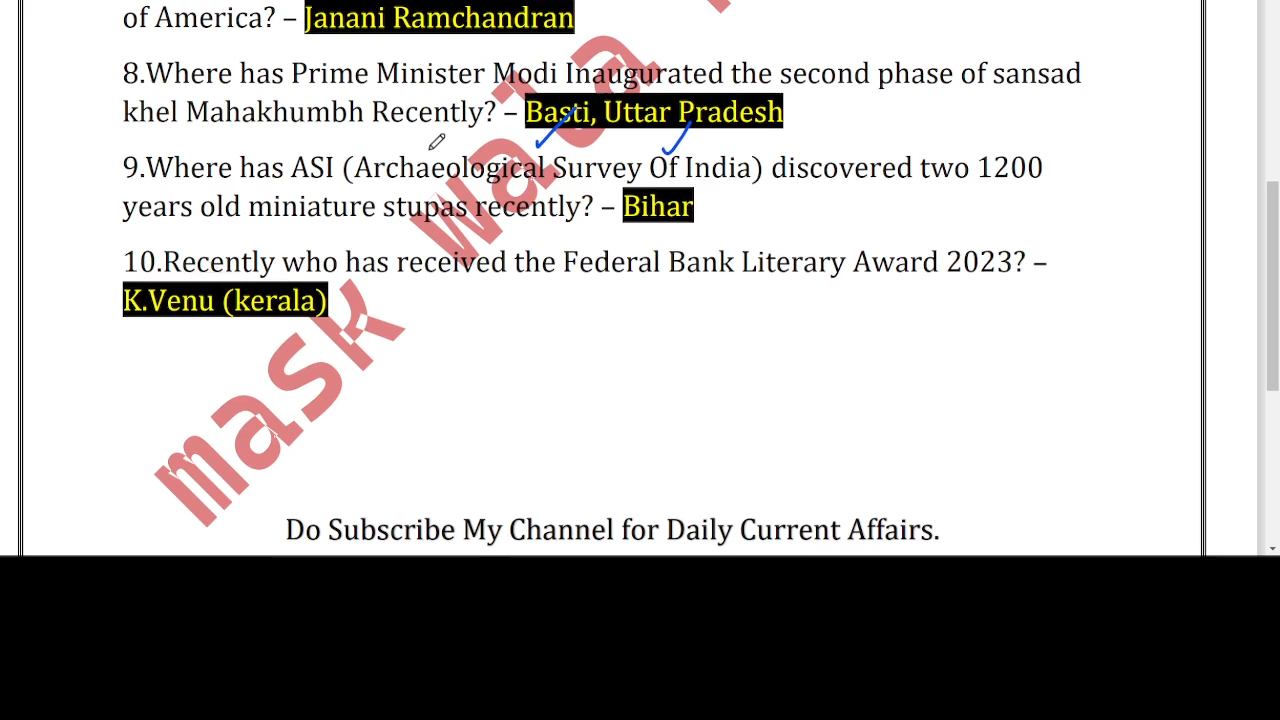 of America? – Janani Ramchandran
8.Where has Prime Minister Modi Inaugurated the second phase of sansad
khel Mahakhumbh Recently? – Basti, Uttar Pradesh
9.Where has ASI (Archaeological Survey Of India) discovered two 1200
years old miniature stupas recently? – Bihar
10.Recently who has received the Federal Bank Literary Award 2023? –
K.Venu (kerala)
mask wala
Do Subscribe My Channel for Daily Current Affairs.